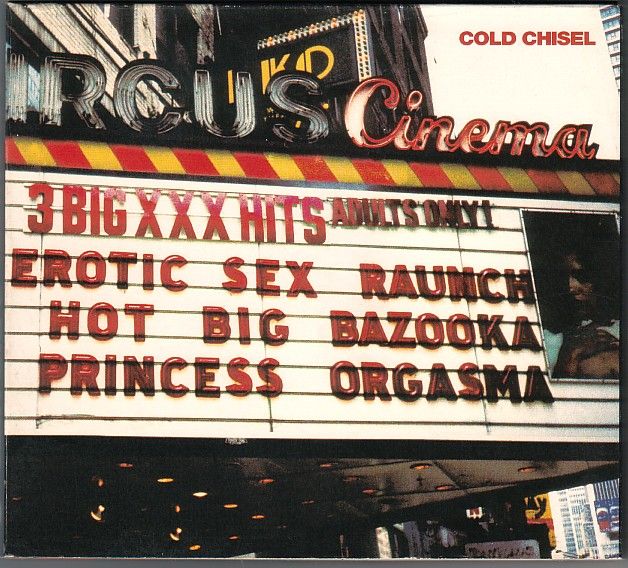 COLD CHISEL
RCUS Cinema
3 BIG XXX HITS ADULTS ONLY!
EROTIC SEX RAUNCH
HOT BIG BAZOOKA
PRINCESS ORGASMA